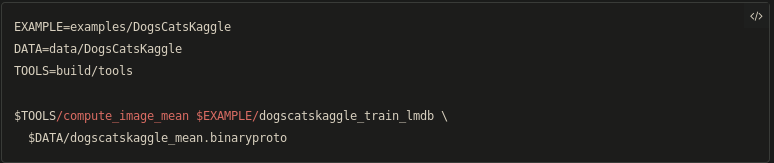 EXAMPLE=examples/DogsCatsKaggle
DATA=data/DogsCatsKaggle
TOOLS=build/tools
$TOOLS/compute_image_mean $EXAMPLE/dogscatskaggle_train_lmdb \
$DATA/dogscatskaggle_mean.binaryproto